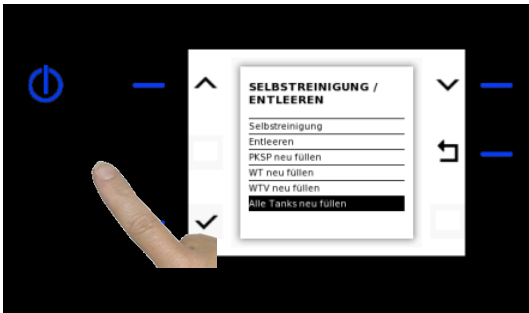 SELBSTREINIGUNG /
ENTLEEREN
Selbstreinigung
Entleeren
PKSP neu füllen
WT neu füllen
WTV neu füllen
Alle Tanks neu füllen